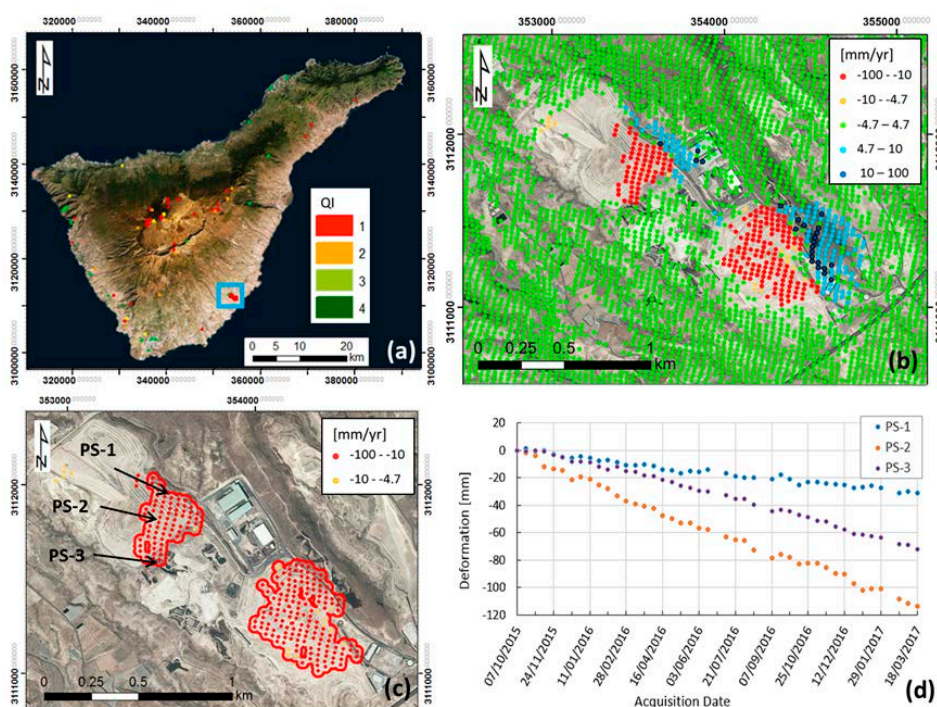 320000 340000 360000 380000
3160000
3140000
3120000
3100000
N
QI
1
2
3
4
0 5 10 20
km
(a)
320000 340000 360000 380000
353000 354000 355000
3112000
3111000
N
[mm/yr]
-100 - -10
-10 - -4.7
-4.7 – 4.7
4.7 – 10
10 – 100
0 0.25 0.5 1
km
(b)
353000 354000
3112000
3111000
N
[mm/yr]
-100 - -10
-10 - -4.7
PS-1
PS-2
PS-3
0 0.25 0.5 1
km
(c)
PS-1
PS-2
PS-3
20
0
-20
-40
-60
-80
-100
-120
Deformation [mm]
07/10/2015
24/11/2015
11/01/2016
28/02/2016
16/04/2016
03/06/2016
21/07/2016
07/09/2016
25/10/2016
12/12/2016
29/01/2017
18/03/2017
Acquisition Date
(d)